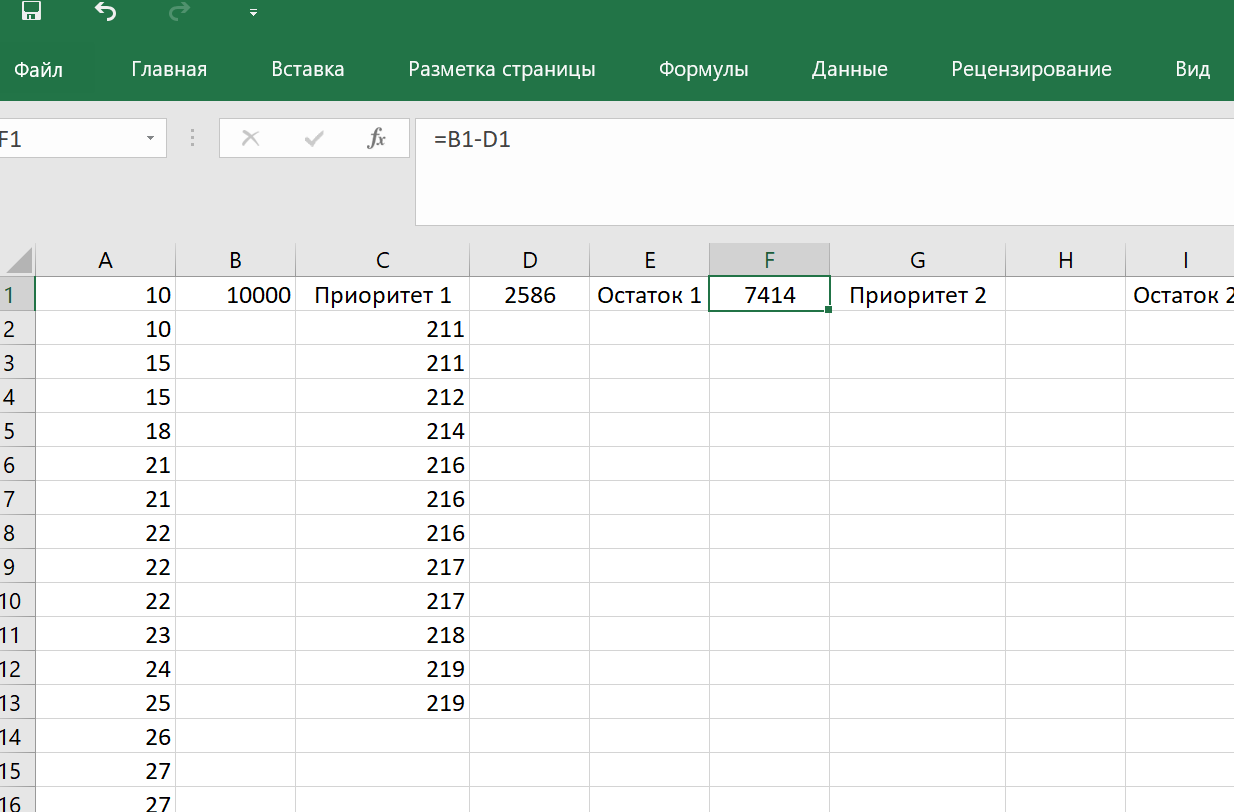 Файл Главная Вставка Разметка страницы Формулы Данные Рецензирование Вид
F1 fx =B1-D1
A B C D E F G H I
1 10 10000 Приоритет 1 2586 Остаток 1 7414 Приоритет 2 Остаток 2
2 10 211
3 15 211
4 15 212
5 18 214
6 21 216
7 21 216
8 22 216
9 22 217
10 22 217
11 23 218
12 24 219
13 25 219
14 26
15 27
16 27